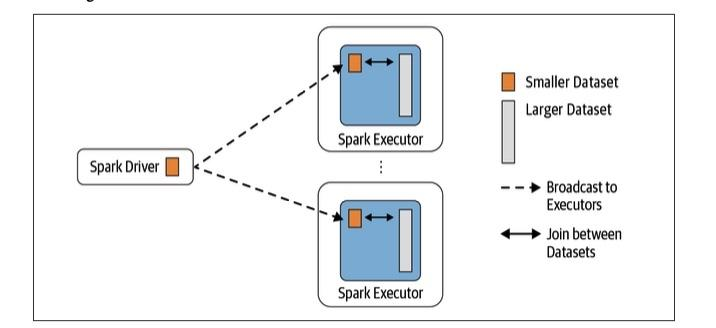 Spark Executor
Spark Driver
Spark Executor
Smaller Dataset
Larger Dataset
Broadcast to
Executors
Join between
Datasets